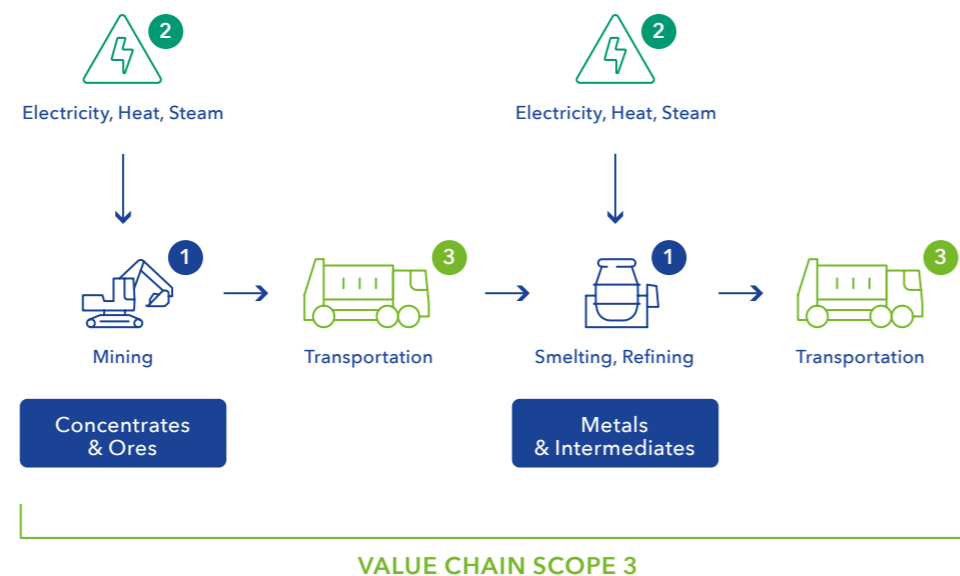 2
2
Electricity, Heat, Steam
Electricity, Heat, Steam
1
3
1
3
Mining
Transportation
Smelting, Refining
Transportation
Concentrates
& Ores
Metals
& Intermediates
VALUE CHAIN SCOPE 3